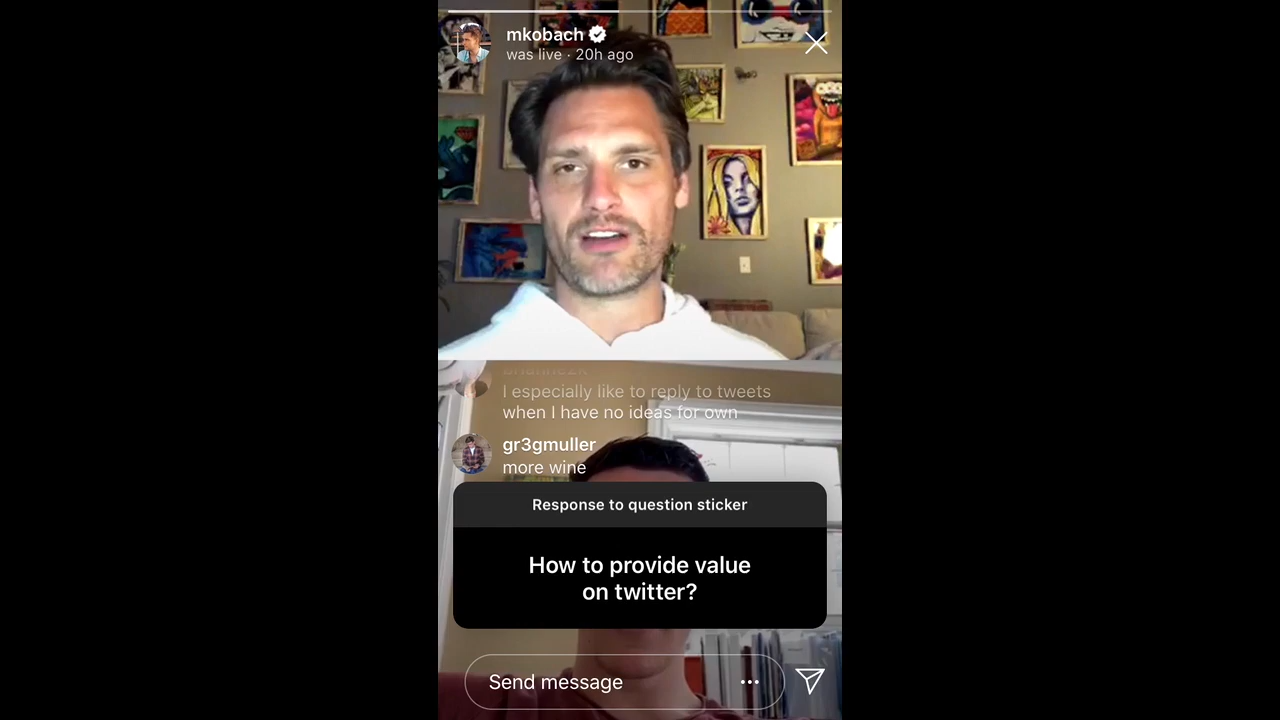 mkobach
was live · 20h ago
I especially like to reply to tweets
when I have no ideas for own
gr3gmuller
more wine
Response to question sticker
How to provide value
on twitter?
Send message